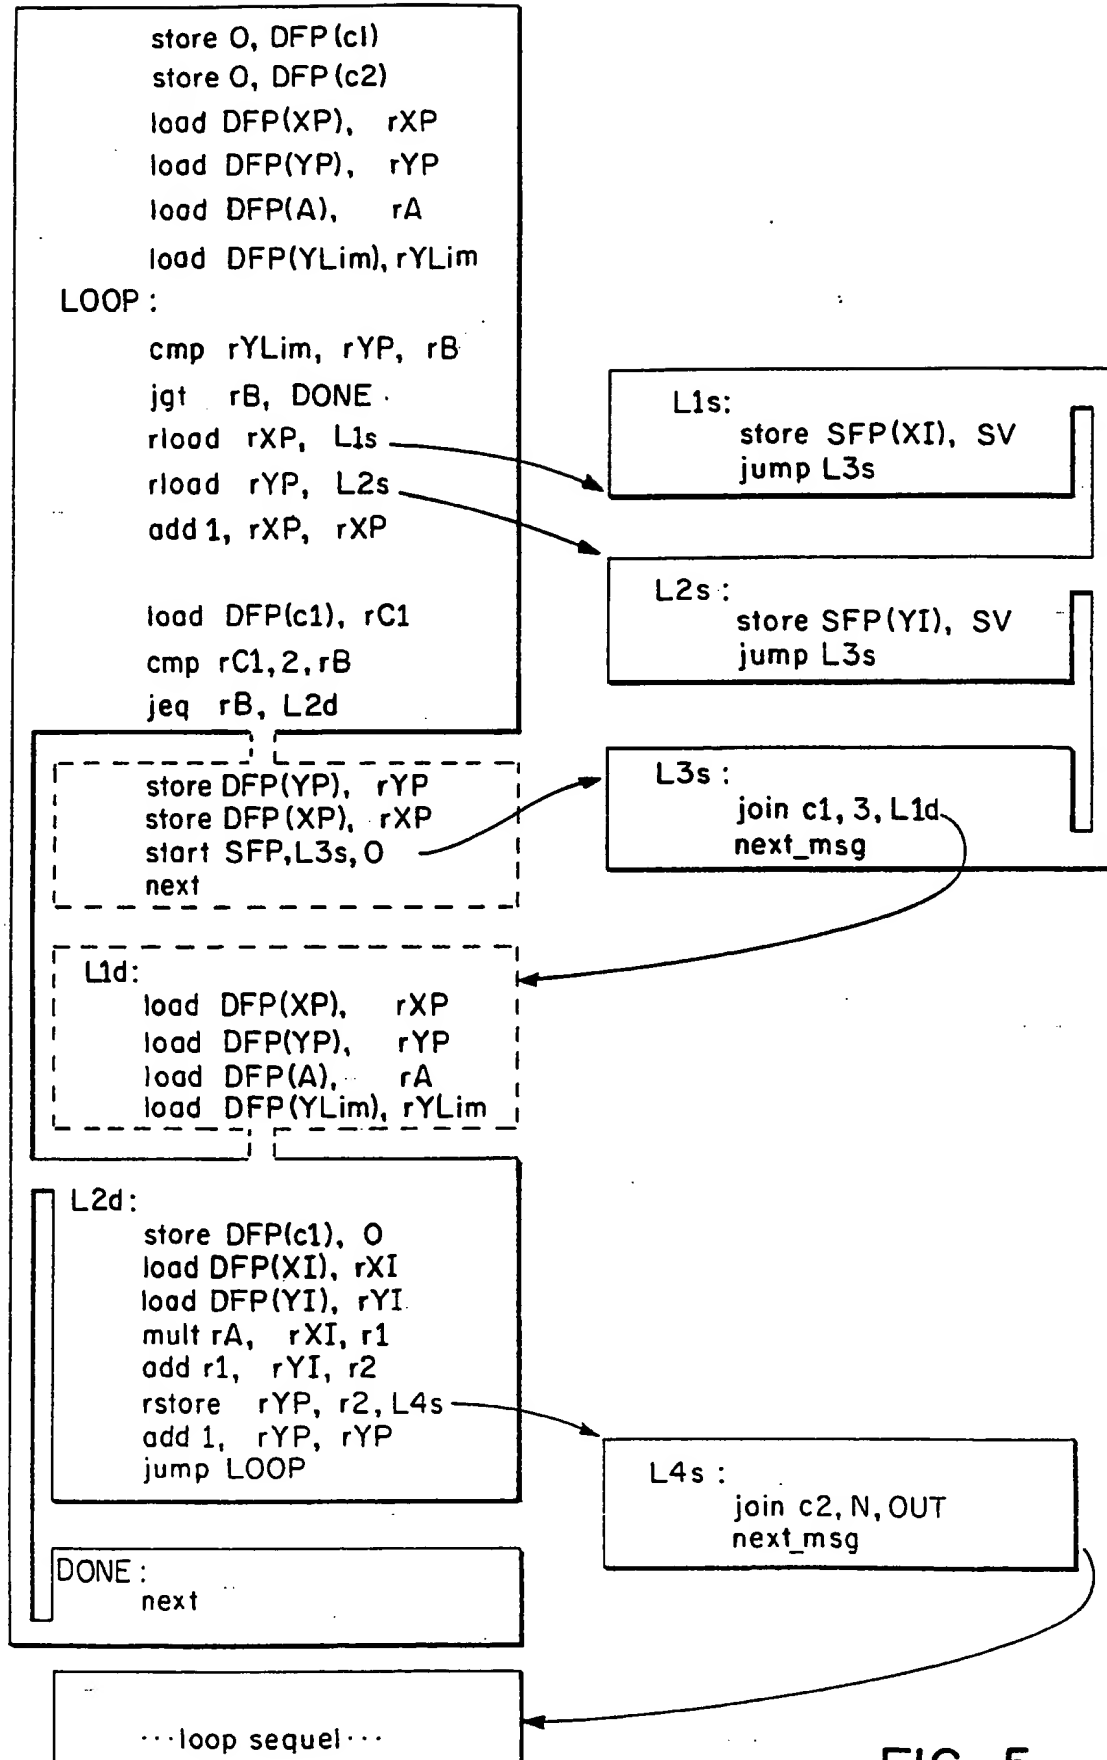 store 0, DFP(c1)
store 0, DFP(c2)
load DFP(XP), rXP
load DFP(YP), rYP
load DFP(A), rA
load DFP(YLim), rYLim
LOOP:
cmp rYLim, rYP, rB
jgt rB, DONE
rload rXP, L1s
rload rYP, L2s
add 1, rXP, rXP
load DFP(c1), rC1
cmp rC1, 2, rB
jeq rB, L2d
store DFP(YP), rYP
store DFP(XP), rXP
start SFP, L3s, 0
next
L1d:
load DFP(XP), rXP
load DFP(YP), rYP
load DFP(A), rA
load DFP(YLim), rYLim
L2d:
store DFP(c1), 0
load DFP(XI), rXI
load DFP(YI), rYI
mult rA, rXI, r1
add r1, rYI, r2
rstore rYP, r2, L4s
add 1, rYP, rYP
jump LOOP
DONE:
next
...loop sequel...
L1s:
store SFP(XI), SV
jump L3s
L2s:
store SFP(YI), SV
jump L3s
L3s:
join c1, 3, L1d
next_msg
L4s:
join c2, N, OUT
next_msg
FIG. 5